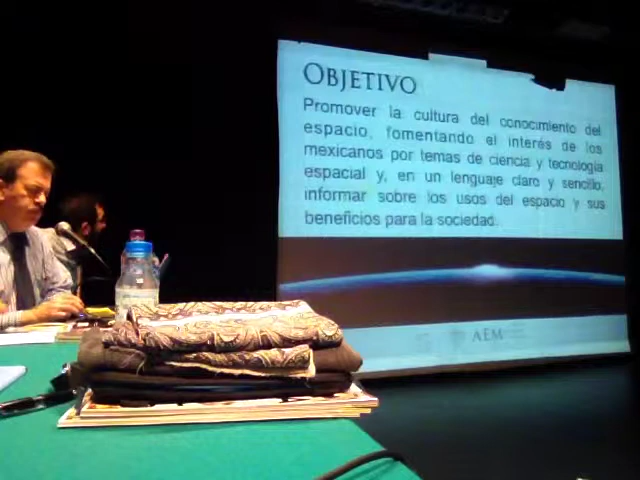 OBJETIVO
Promover la cultura del conocimiento del
espacio, fomentando el interés de los
mexicanos por temas de ciencia y tecnología
espacial y, en un lenguaje claro y sencillo,
informar sobre los usos del espacio y sus
beneficios para la sociedad.
AEM